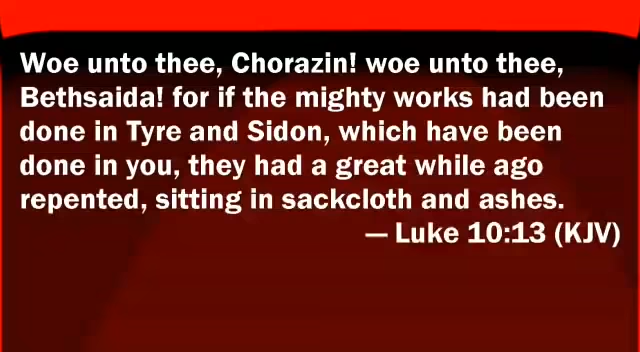 Woe unto thee, Chorazin! woe unto thee,
Bethsaida! for if the mighty works had been
done in Tyre and Sidon, which have been
done in you, they had a great while ago
repented, sitting in sackcloth and ashes.
— Luke 10:13 (KJV)